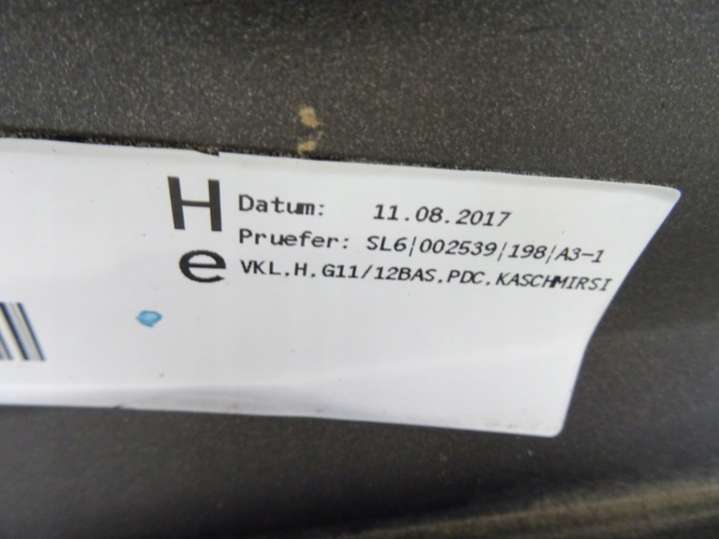 H
e
Datum: 11.08.2017
Pruefer: SL6|002539|198|A3-1
VKL.H.G11/12BAS.PDC.KASCHMIRSI